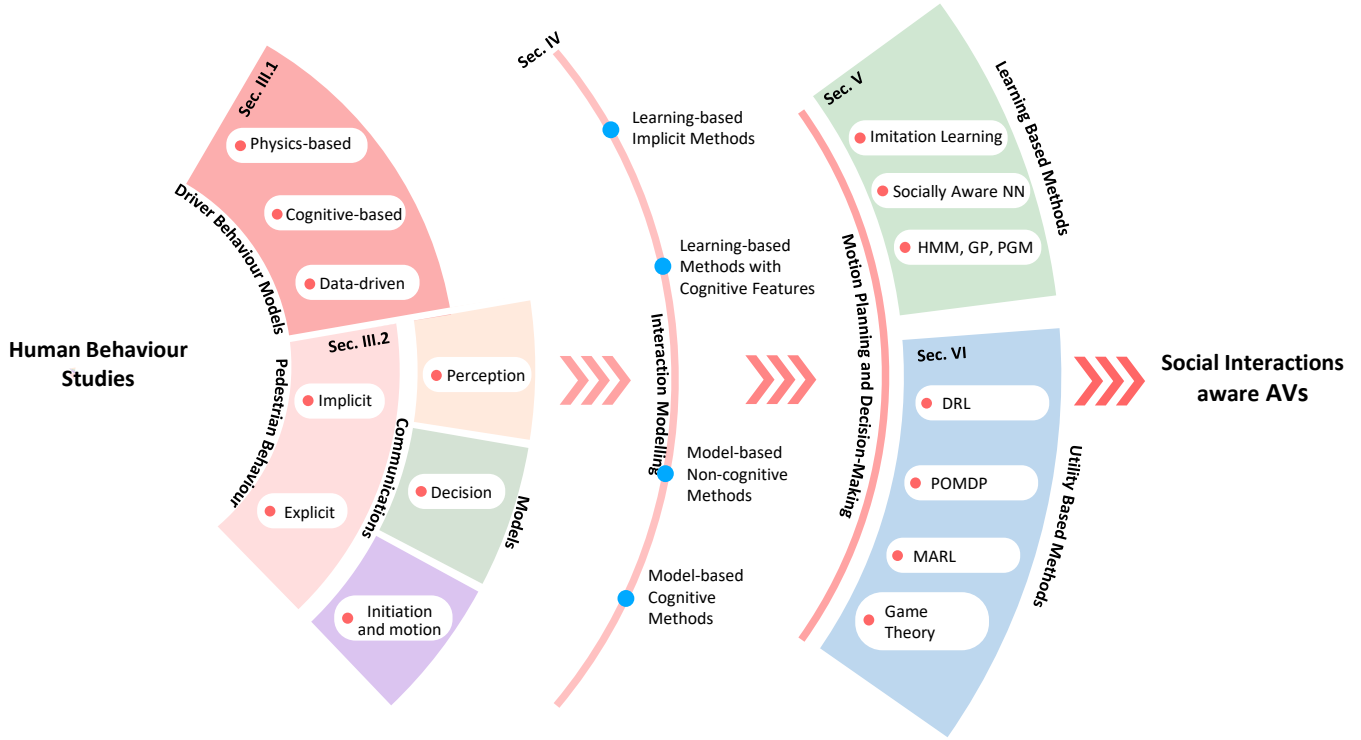 Human Behaviour
Studies
Sec. III.1
Physics-based
Cognitive-based
Data-driven
Driver Behaviour Models
Sec. III.2
Implicit
Explicit
Pedestrian Behaviour
Communications
Perception
Decision
Initiation
and motion
Models
Sec. IV
Learning-based
Implicit Methods
Learning-based
Methods with
Cognitive Features
Interaction Modelling
Model-based
Non-cognitive
Methods
Model-based
Cognitive
Methods
Motion Planning and Decision-Making
Sec. V
Imitation Learning
Socially Aware NN
HMM, GP, PGM
Learning Based Methods
Sec. VI
DRL
POMDP
MARL
Game
Theory
Utility Based Methods
Social Interactions
aware AVs